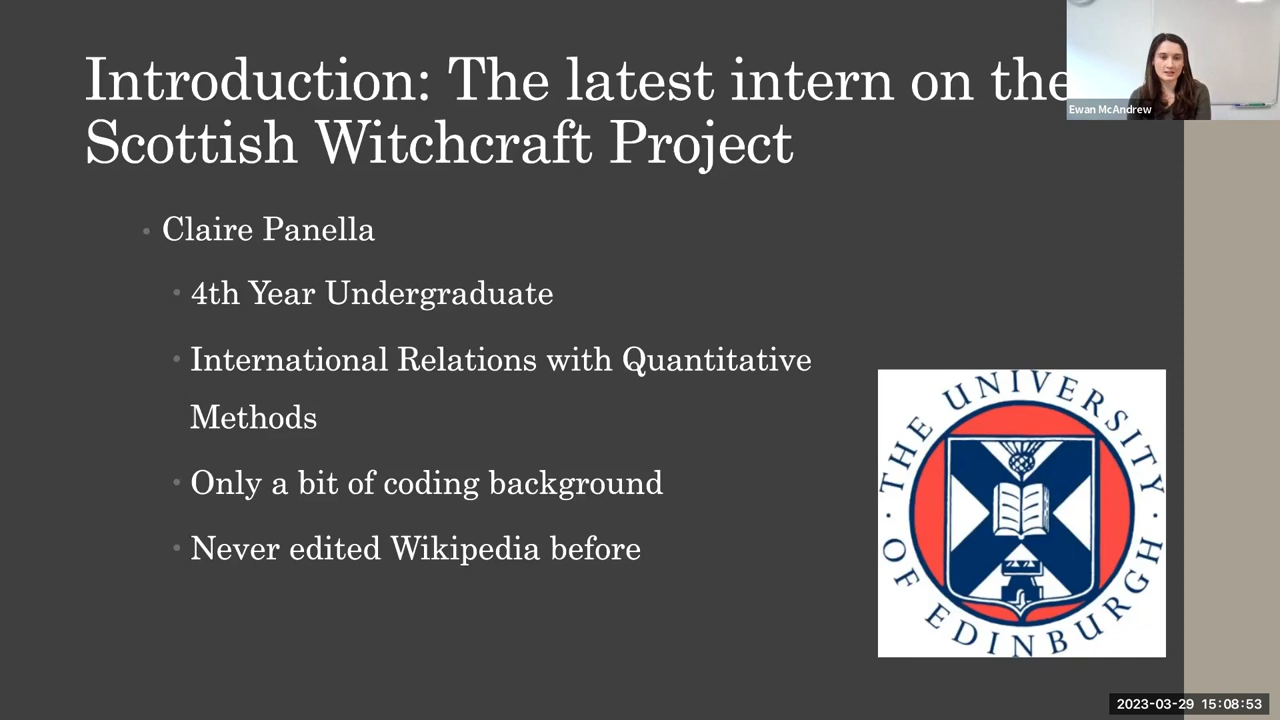 Introduction: The latest intern on the
Scottish Witchcraft Project
Ewan McAndrew
Claire Panella
4th Year Undergraduate
International Relations with Quantitative
Methods
Only a bit of coding background
Never edited Wikipedia before
THE UNIVERSITY
OF EDINBURGH
2023-03-29 15:08:53